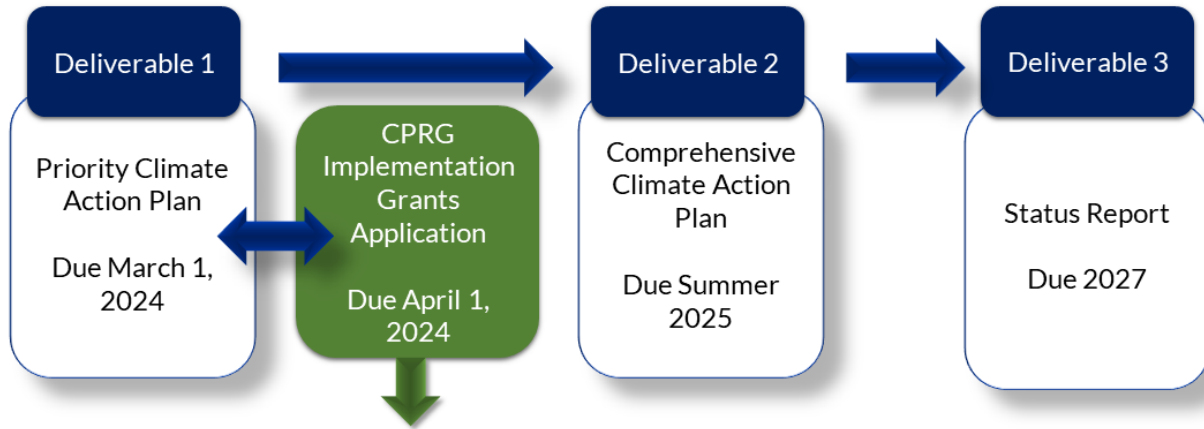 Deliverable 1
Priority Climate
Action Plan
Due March 1,
2024
CPRG
Implementation
Grants
Application
Due April 1,
2024
Deliverable 2
Comprehensive
Climate Action
Plan
Due Summer
2025
Deliverable 3
Status Report
Due 2027